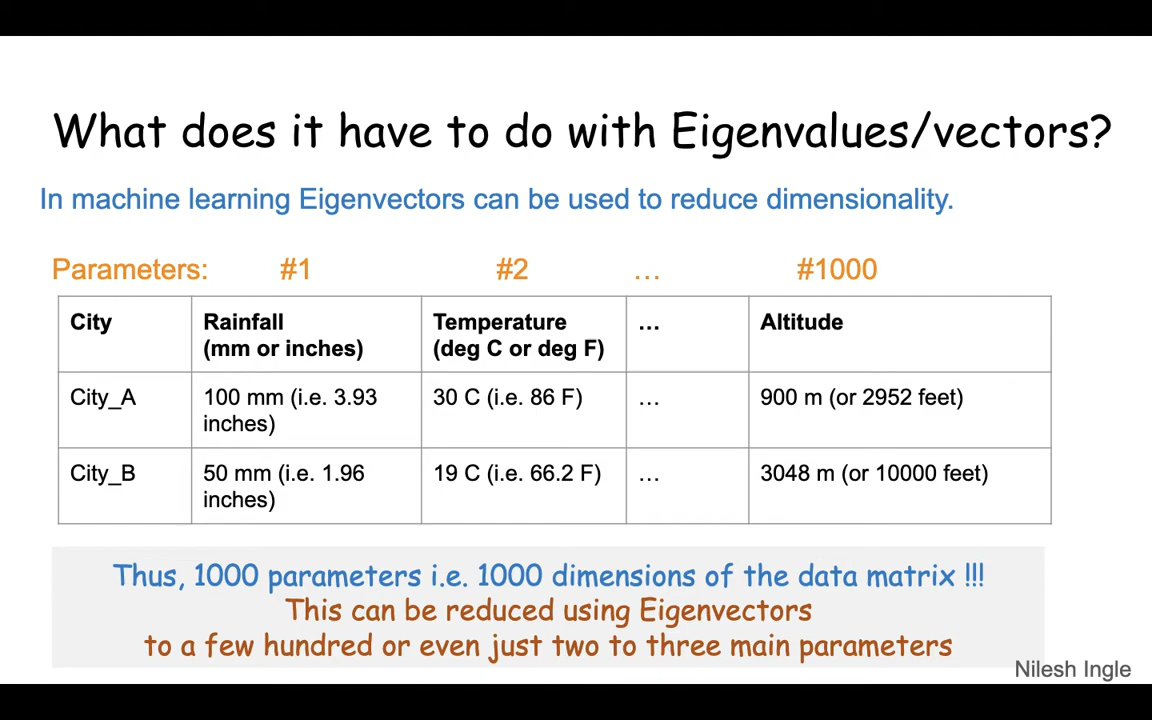 What does it have to do with Eigenvalues/vectors?
In machine learning Eigenvectors can be used to reduce dimensionality.
Parameters: #1 #2 … #1000
City Rainfall Temperature … Altitude
(mm or inches) (deg C or deg F)
City_A 100 mm (i.e. 3.93 30 C (i.e. 86 F) … 900 m (or 2952 feet)
inches)
City_B 50 mm (i.e. 1.96 19 C (i.e. 66.2 F) … 3048 m (or 10000 feet)
inches)
Thus, 1000 parameters i.e. 1000 dimensions of the data matrix !!!
This can be reduced using Eigenvectors
to a few hundred or even just two to three main parameters
Nilesh Ingle